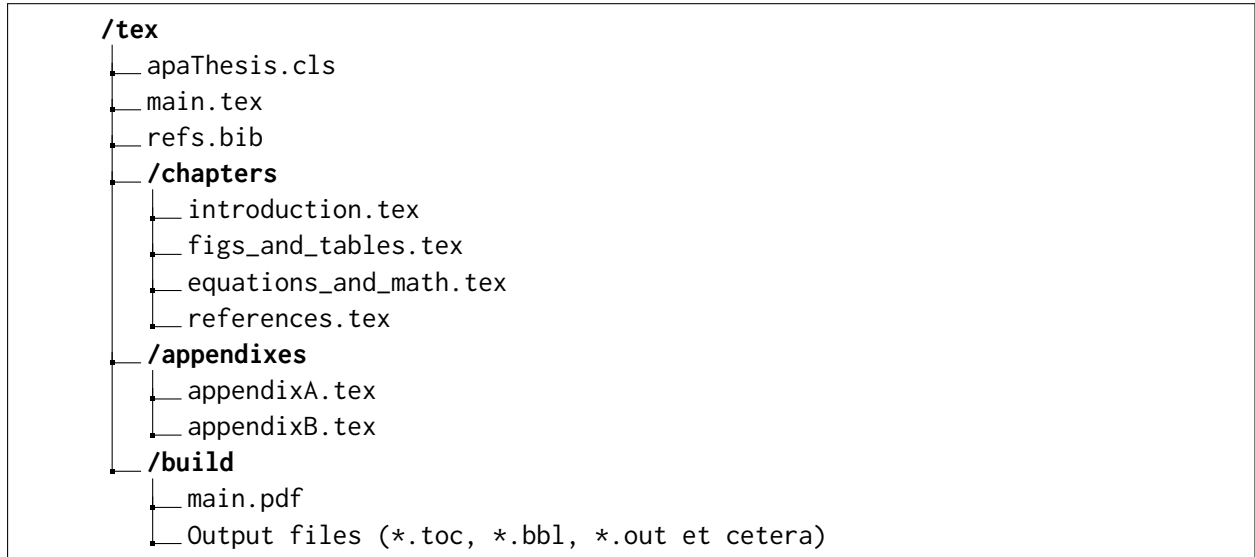 /tex
apaThesis.cls
main.tex
refs.bib
/chapters
introduction.tex
figs_and_tables.tex
equations_and_math.tex
references.tex
/appendixes
appendixA.tex
appendixB.tex
/build
main.pdf
Output files (*.toc, *.bbl, *.out et cetera)